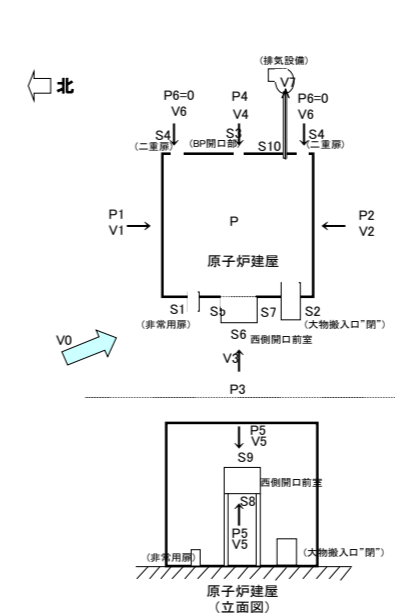 (排気設備)
V7
北
P6=0
V6
P4
V4
P6=0
V6
S4
(二重扉)
S3
(BP開口部)
S10
S4
(二重扉)
P1
V1
P
P2
V2
原子炉建屋
S1
(非常用扉)
S5
S7
S2
(大物搬入口"閉")
S6
西側開口前室
V0
V3
P3
P5
V5
S9
西側開口前室
S8
P5
V5
(非常用扉)
(大物搬入口"閉")
原子炉建屋
(立面図)